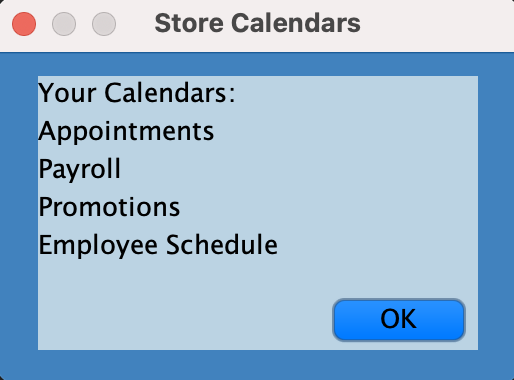 Store Calendars
Your Calendars:
Appointments
Payroll
Promotions
Employee Schedule
OK